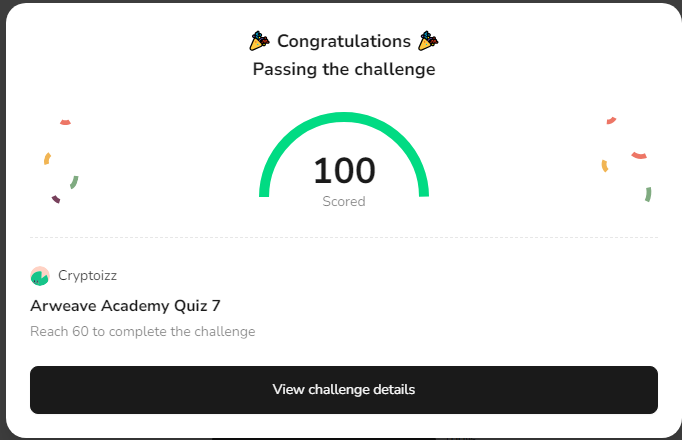 🎉 Congratulations 🎉
Passing the challenge
100
Scored
Cryptoizz
Arweave Academy Quiz 7
Reach 60 to complete the challenge
View challenge details